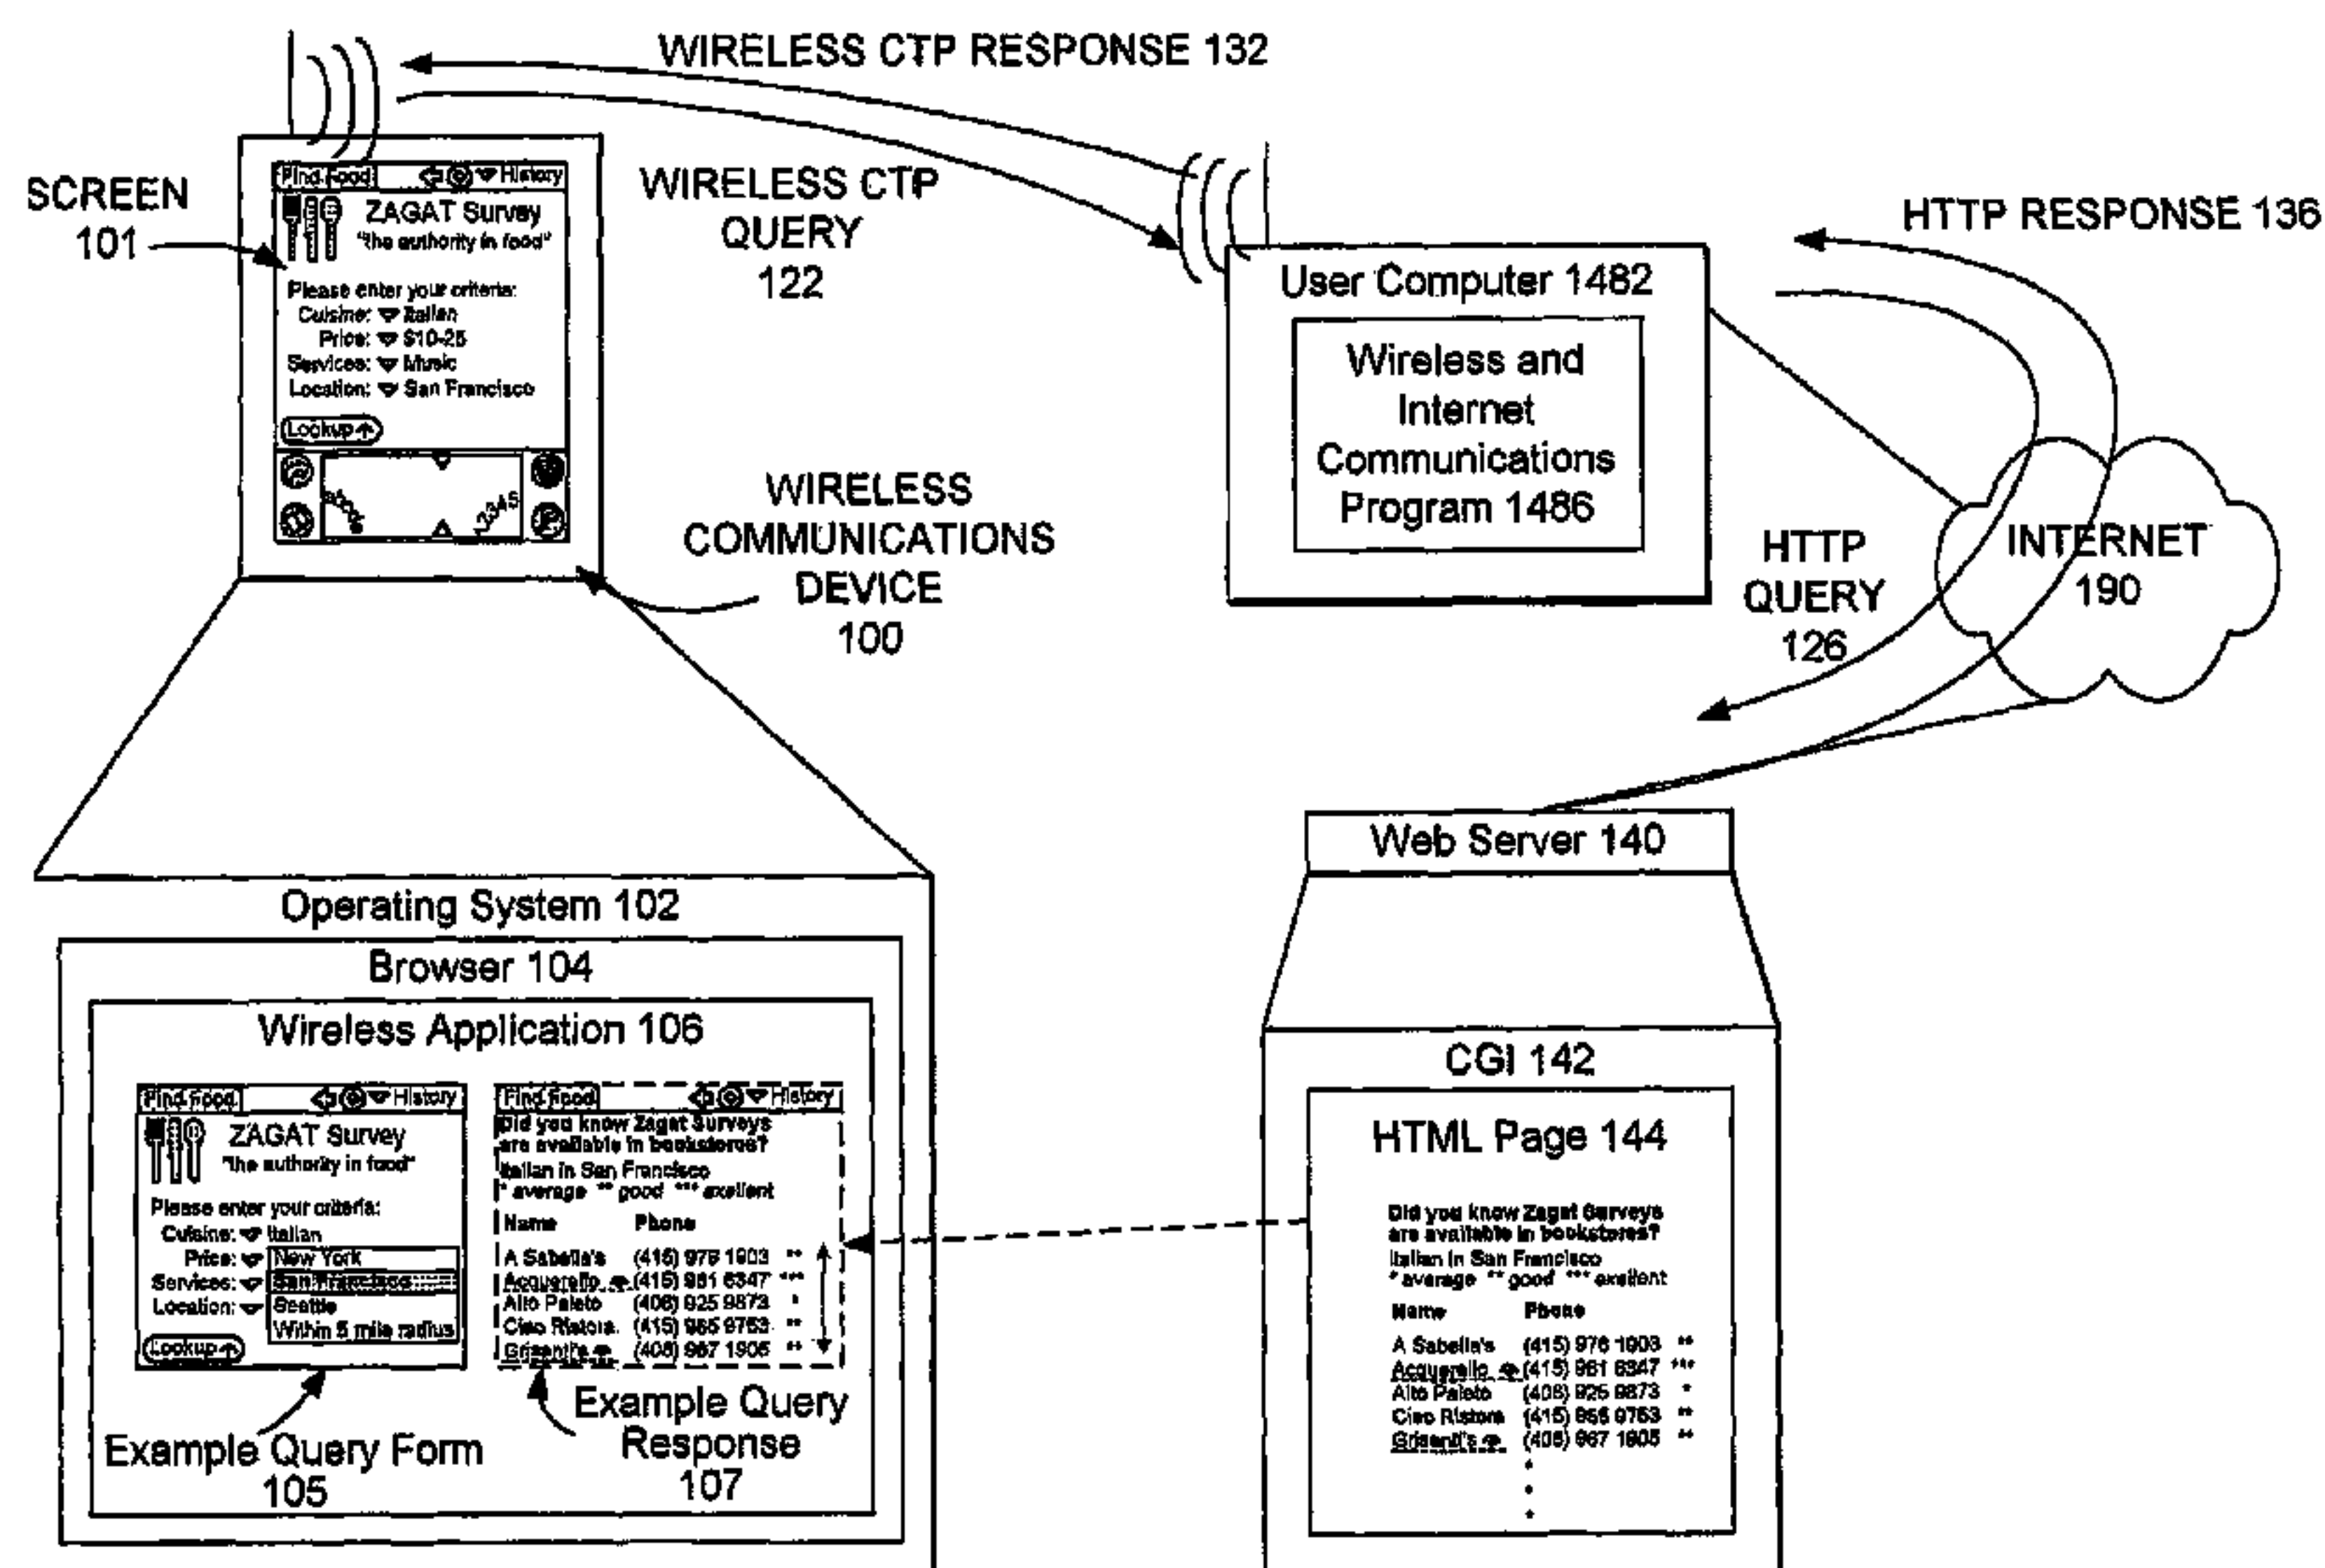 WIRELESS CTP RESPONSE 132
SCREEN
101
Find Food
History
ZAGAT Survey
"the authority in food"
Please enter your criteria:
Cuisine: Italian
Price: $10-25
Services: Music
Location: San Francisco
Lookup
abcde
12345
WIRELESS CTP
QUERY
122
WIRELESS
COMMUNICATIONS
DEVICE
100
User Computer 1482
Wireless and
Internet
Communications
Program 1486
HTTP RESPONSE 136
HTTP
QUERY
126
INTERNET
190
Operating System 102
Browser 104
Wireless Application 106
Find Food
History
ZAGAT Survey
"the authority in food"
Please enter your criteria:
Cuisine: Italian
Price: New York
Services: San Francisco
Location: Seattle
Within 5 mile radius
Lookup
Example Query Form
105
Find Food
History
Did you know Zagat Surveys
are available in bookstores?
Italian in San Francisco
* average ** good *** exellent
Name Phone
A Sabella's (415) 976 1903 **
Acquerello (415) 981 6347 ***
Alto Paleto (408) 925 9873 *
Ciao Ristora. (415) 965 9753 **
Grisanti's (408) 967 1905 **
Example Query
Response
107
Web Server 140
CGI 142
HTML Page 144
Did you know Zagat Surveys
are available in bookstores?
Italian in San Francisco
* average ** good *** exellent
Name Phone
A Sabella's (415) 976 1903 **
Acquerello (415) 981 6347 ***
Alto Paleto (408) 925 9873 *
Ciao Ristora (415) 965 9753 **
Grisanti's (408) 967 1905 **